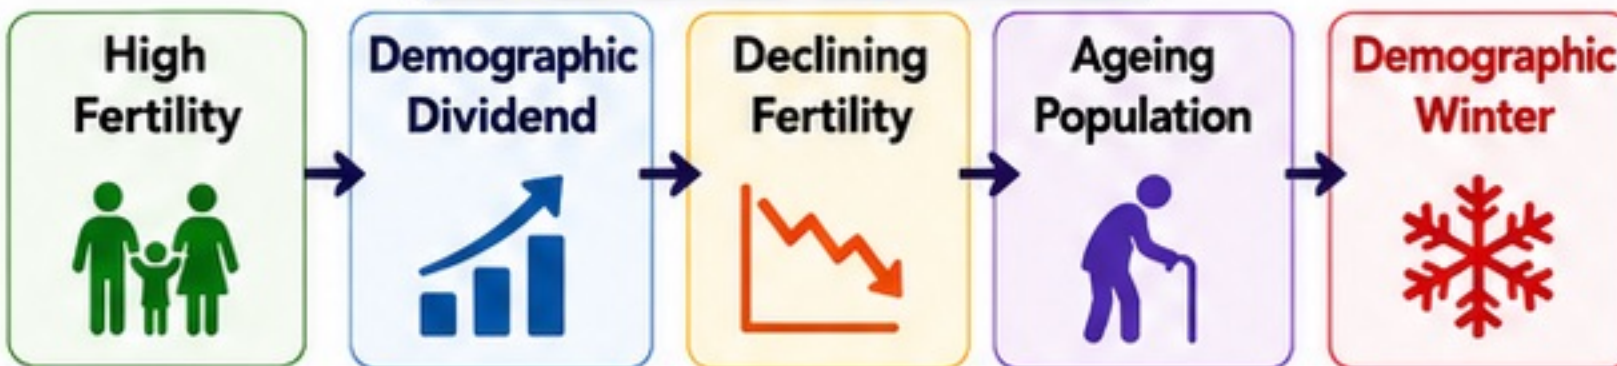 High
Fertility
Demographic
Dividend
Declining
Fertility
Ageing
Population
Demographic
Winter